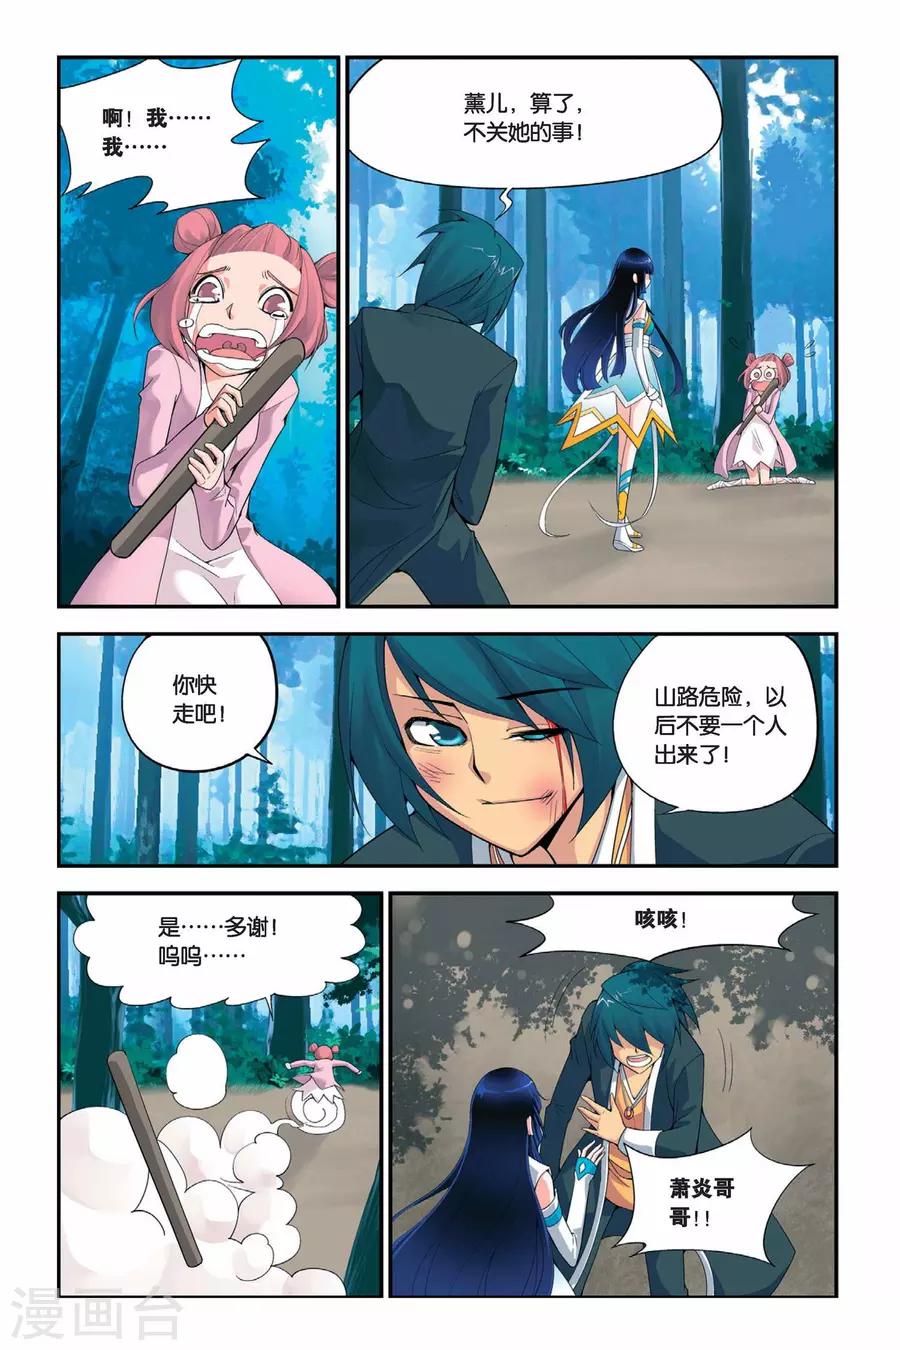 啊！我……
我……
薰儿，算了，
不关她的事！
你快
走吧！
山路危险，以
后不要一个人
出来了！
是……多谢！
呜呜……
咳咳！
萧炎哥
哥！！
漫画台